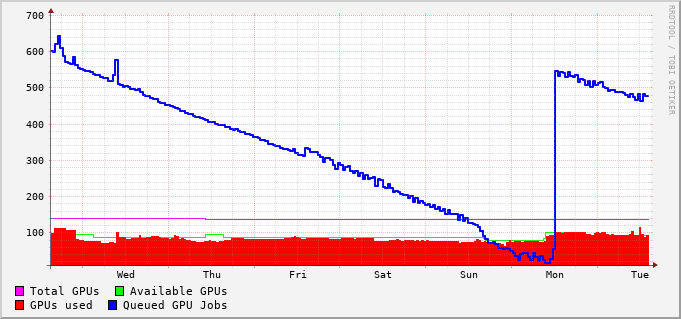 700
600
500
400
300
200
100
Wed Thu Fri Sat Sun Mon Tue
Total GPUs Available GPUs
GPUs used Queued GPU Jobs
RRDTOOL / TOBI OETIKER